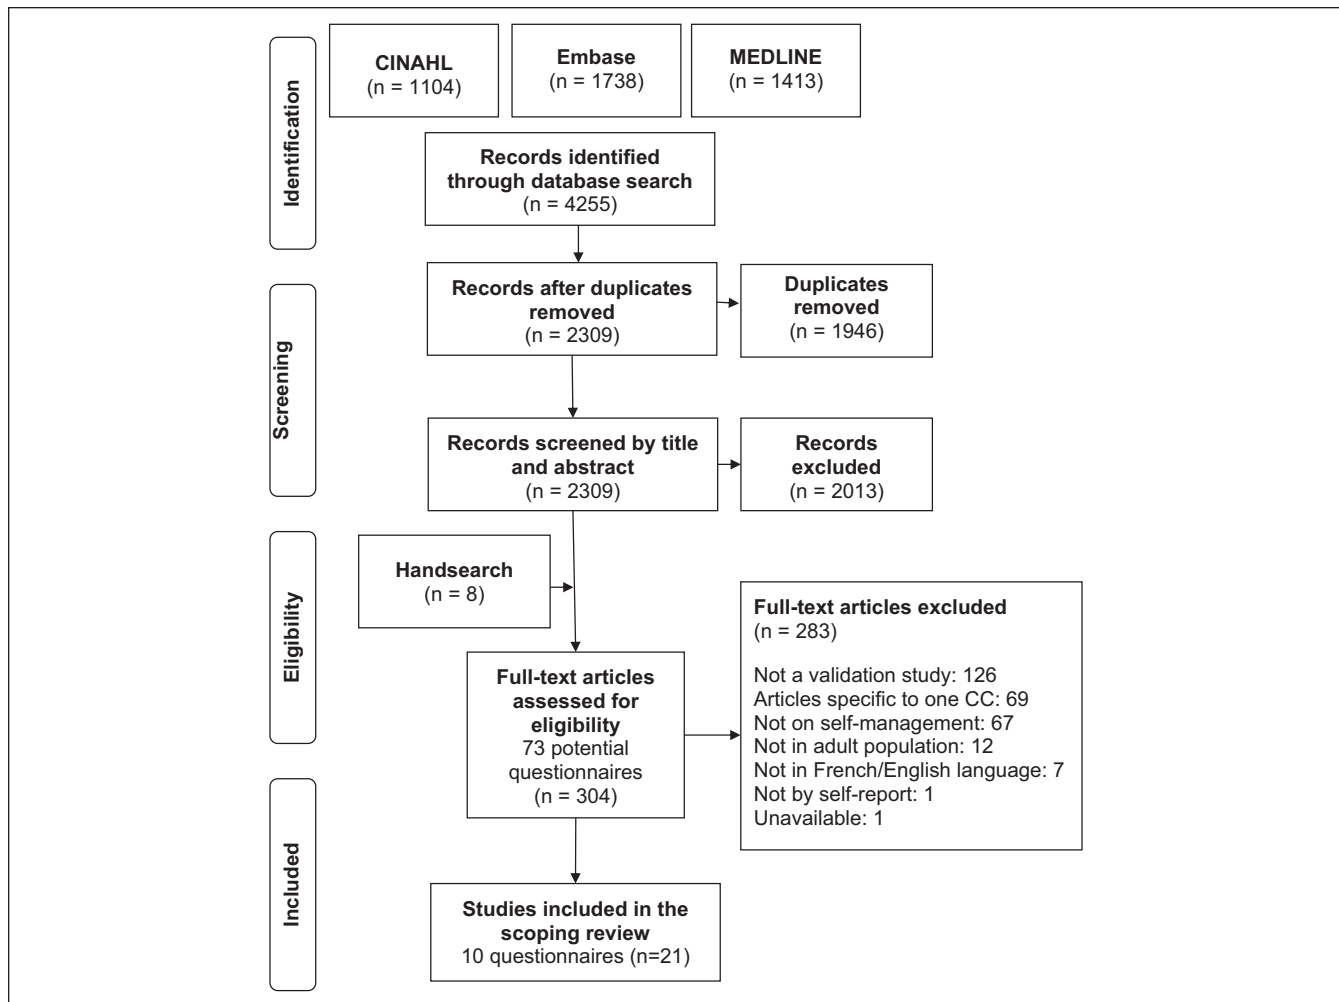 Identification
CINAHL
(n = 1104)
Embase
(n = 1738)
MEDLINE
(n = 1413)
Records identified
through database search
(n = 4255)
Screening
Records after duplicates
removed
(n = 2309)
Duplicates
removed
(n = 1946)
Records screened by title
and abstract
(n = 2309)
Records
excluded
(n = 2013)
Eligibility
Handsearch
(n = 8)
Full-text articles
assessed for
eligibility
73 potential
questionnaires
(n = 304)
Full-text articles excluded
(n = 283)
Not a validation study: 126
Articles specific to one CC: 69
Not on self-management: 67
Not in adult population: 12
Not in French/English language: 7
Not by self-report: 1
Unavailable: 1
Included
Studies included in the
scoping review
10 questionnaires (n=21)